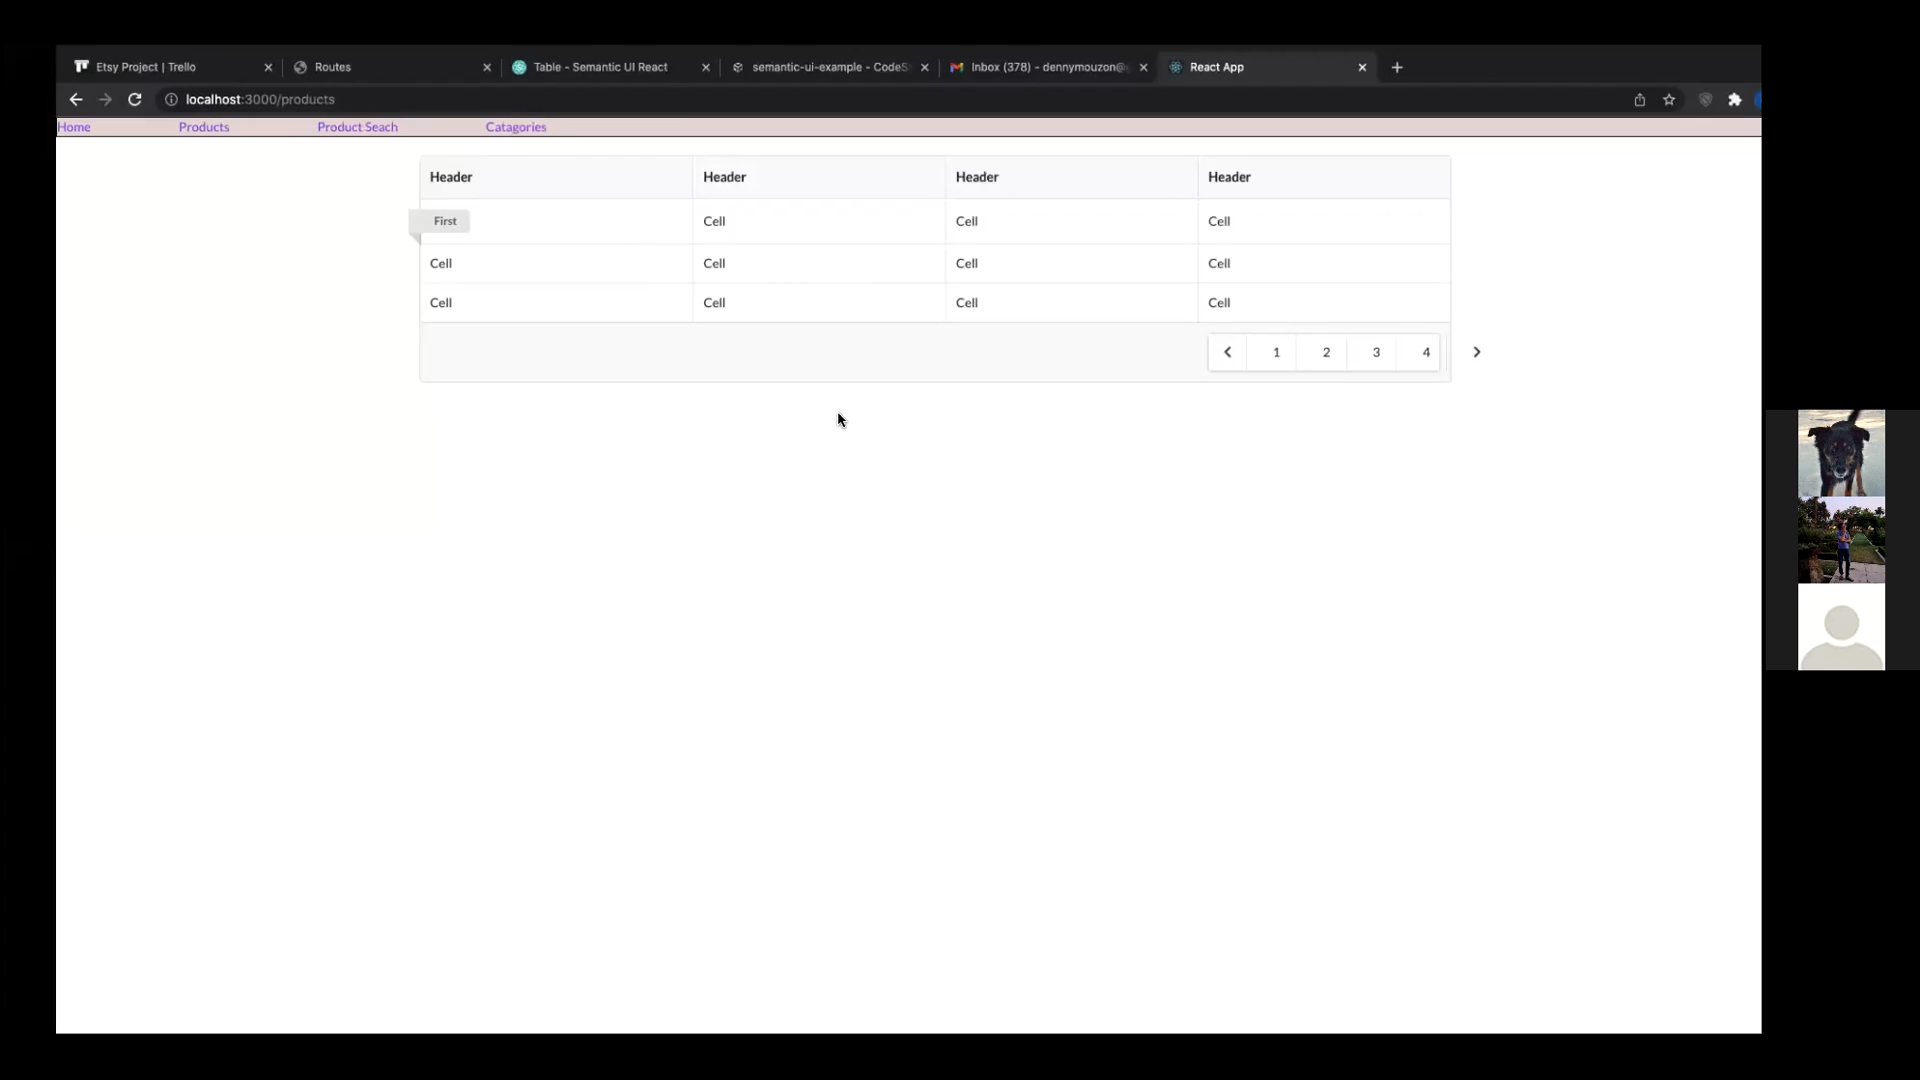 Etsy Project | Trello
Routes
Table - Semantic UI React
semantic-ui-example - CodeS
Inbox (378) - dennymouzon@
React App
localhost:3000/products
Home Products Product Seach Catagories
Header Header Header Header
First Cell Cell Cell
Cell Cell Cell Cell
Cell Cell Cell Cell
1 2 3 4